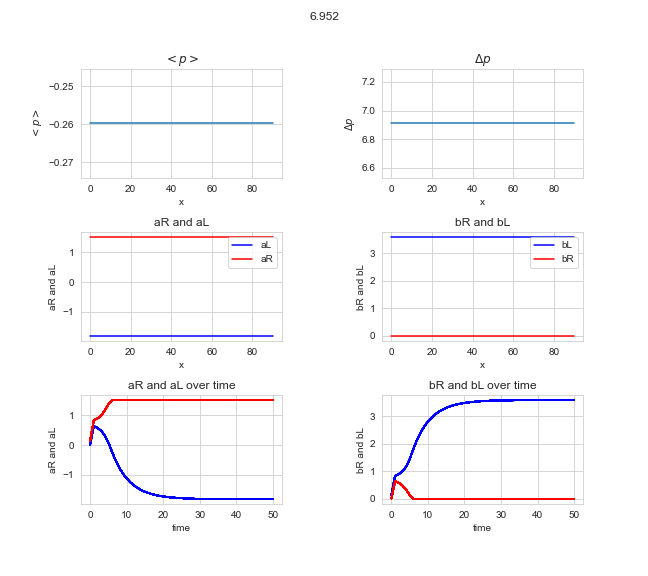 6.952
< p >
−0.25
−0.26
−0.27
< p >
0 20 40 60 80
x
Δp
7.2
7.0
6.8
6.6
Δp
0 20 40 60 80
x
aR and aL
1
0
−1
aR and aL
aL
aR
0 20 40 60 80
x
bR and bL
3
2
1
0
bR and bL
bL
bR
0 20 40 60 80
x
aR and aL over time
1
0
−1
aR and aL
0 10 20 30 40 50
time
bR and bL over time
3
2
1
0
bR and bL
0 10 20 30 40 50
time